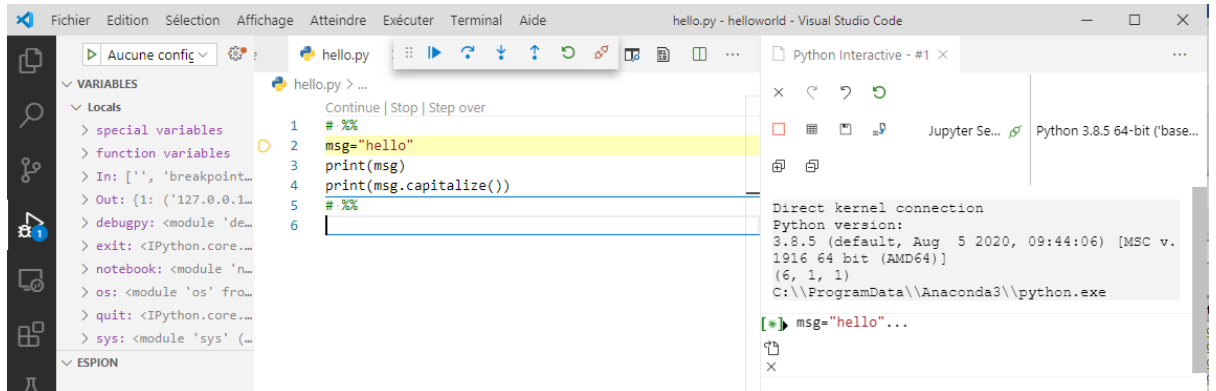 Fichier Edition Sélection Affichage Atteindre Exécuter Terminal Aide hello.py - helloworld - Visual Studio Code
Aucune config
hello.py
Python Interactive - #1
VARIABLES
Locals
special variables
function variables
In: ['', 'breakpoint...
Out: {1: ('127.0.0.1...
debugpy: <module 'de...
exit: <IPython.core....
notebook: <module 'n...
os: <module 'os' fro...
quit: <IPython.core....
sys: <module 'sys' (...
ESPION
1
hello.py > ...
Continue | Stop | Step over
1 # %%
2 msg="hello"
3 print(msg)
4 print(msg.capitalize())
5 # %%
6
Jupyter Se... Python 3.8.5 64-bit ('base...
Direct kernel connection
Python version:
3.8.5 (default, Aug 5 2020, 09:44:06) [MSC v.
1916 64 bit (AMD64)]
(6, 1, 1)
C:\\ProgramData\\Anaconda3\\python.exe
[*] msg="hello"...